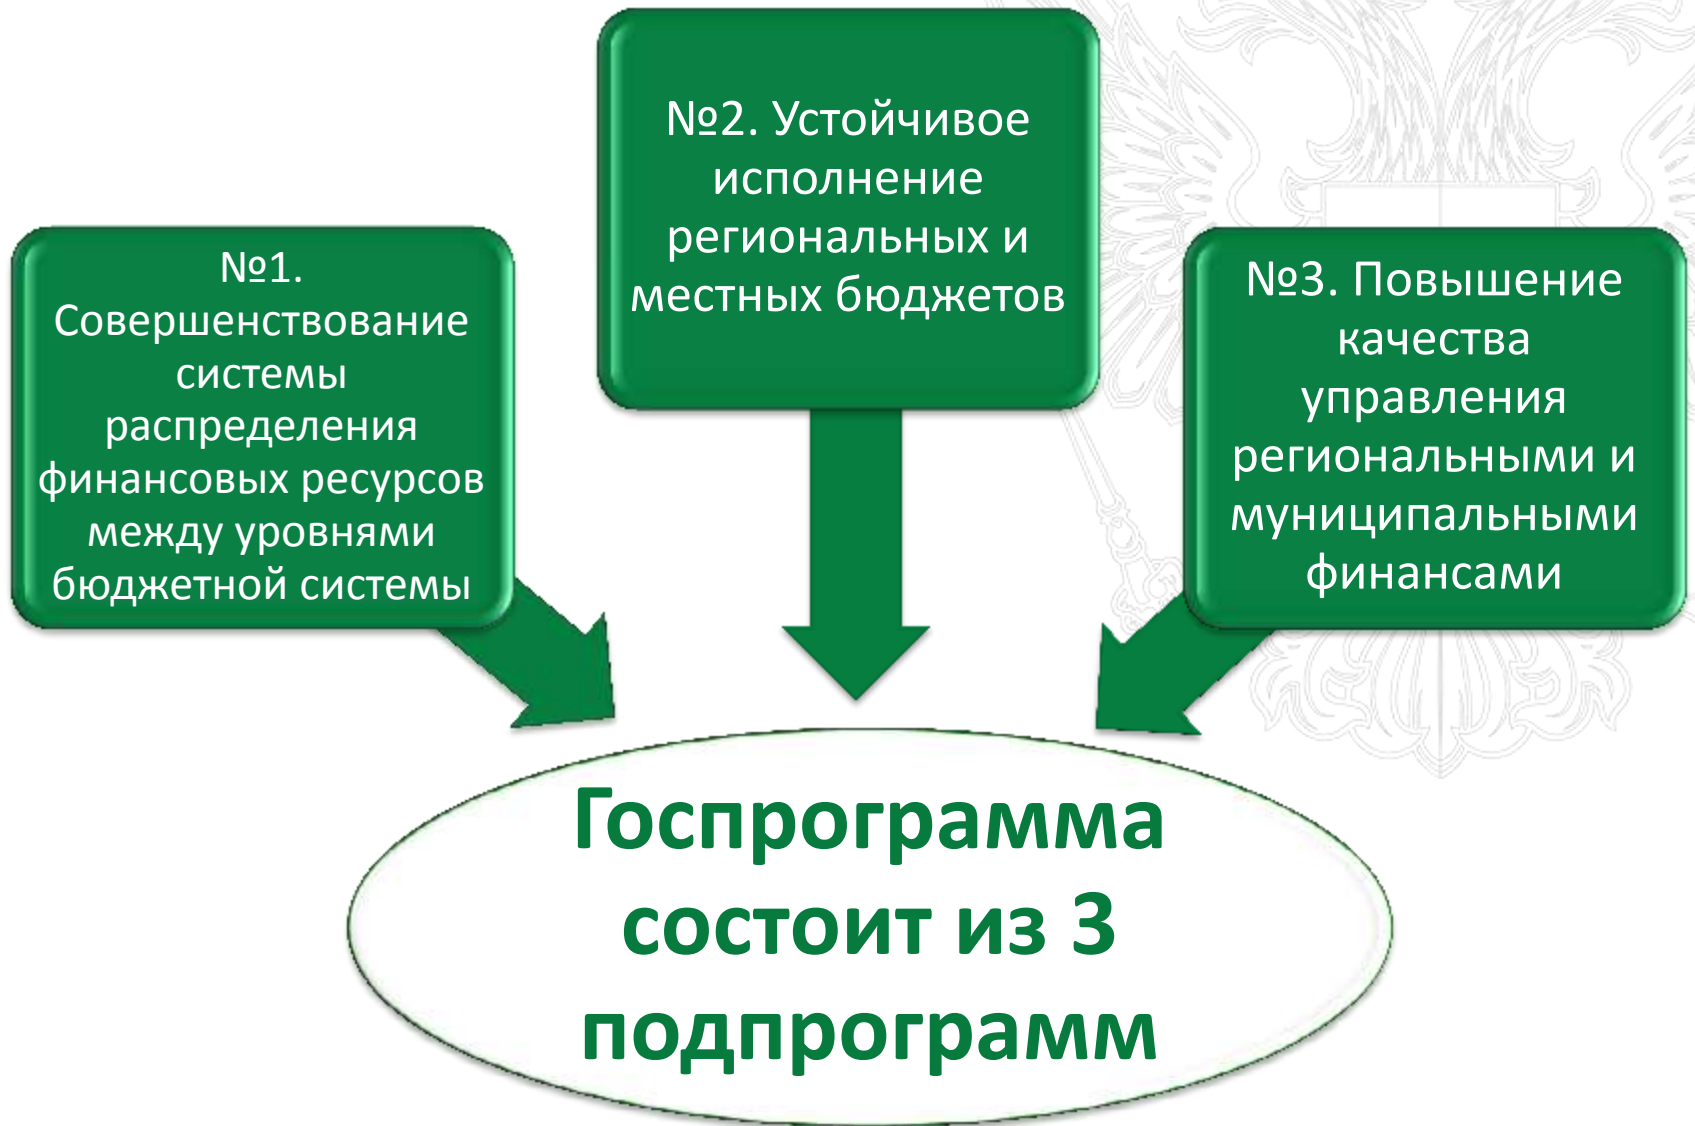 №1.
Совершенствование
системы
распределения
финансовых ресурсов
между уровнями
бюджетной системы
№2. Устойчивое
исполнение
региональных и
местных бюджетов
№3. Повышение
качества
управления
региональными и
муниципальными
финансами
Госпрограмма
состоит из 3
подпрограмм